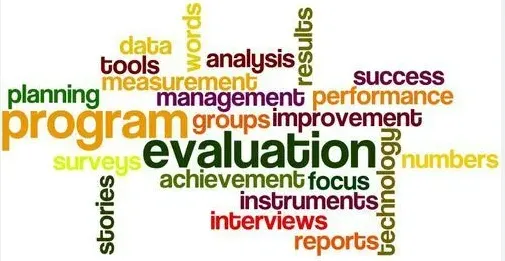 words
results
data
tools
analysis
measurement
success
planning
management
performance
program
groups
improvement
evaluation
technology
surveys
numbers
achievement
focus
stories
instruments
interviews
reports